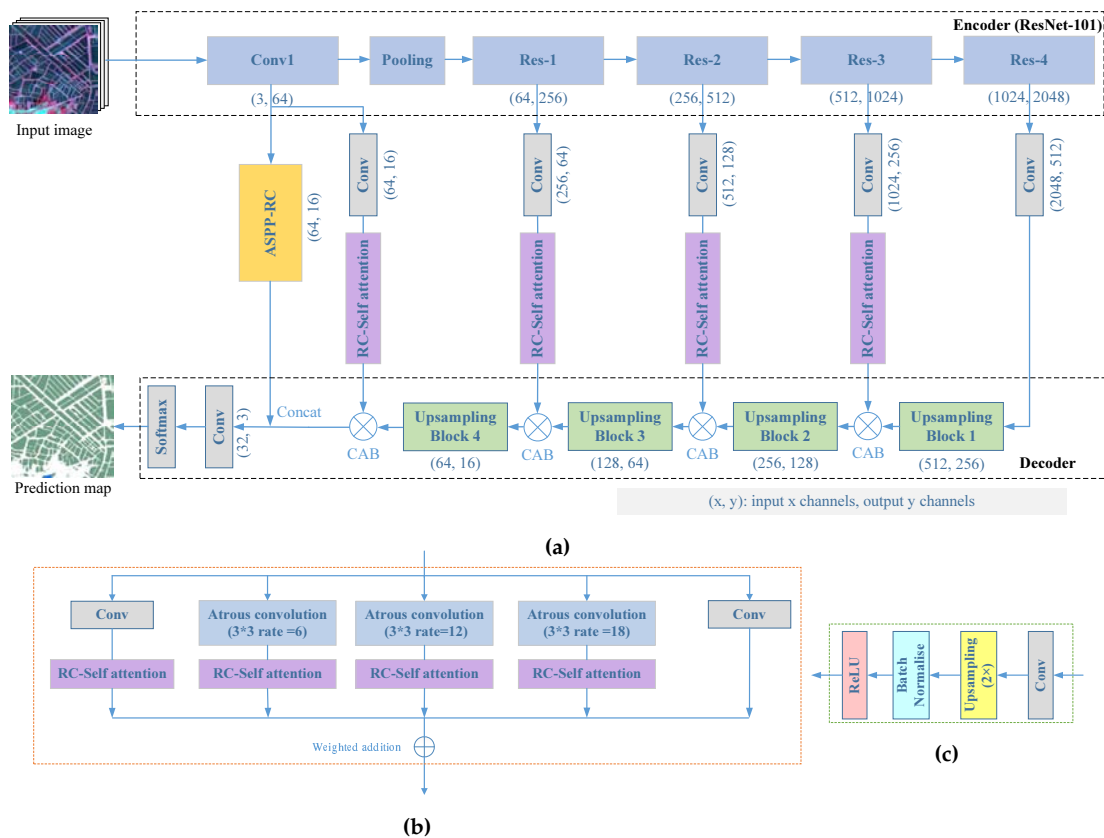 Encoder (ResNet-101)
Conv1
Pooling
Res-1
Res-2
Res-3
Res-4
(3, 64)
(64, 256)
(256, 512)
(512, 1024)
(1024, 2048)
Input image
ASPP-RC
(64, 16)
Conv
(64, 16)
Conv
(256, 64)
Conv
(512, 128)
Conv
(1024, 256)
Conv
(2048, 512)
RC-Self attention
RC-Self attention
RC-Self attention
RC-Self attention
Prediction map
Softmax
Conv
(32, 3)
Concat
CAB
Upsampling
Block 4
(64, 16)
CAB
Upsampling
Block 3
(128, 64)
CAB
Upsampling
Block 2
(256, 128)
CAB
Upsampling
Block 1
(512, 256)
Decoder
(x, y): input x channels, output y channels
(a)
Conv
Atrous convolution
(3*3 rate =6)
Atrous convolution
(3*3 rate=12)
Atrous convolution
(3*3 rate =18)
Conv
RC-Self attention
RC-Self attention
RC-Self attention
RC-Self attention
Weighted addition
(b)
ReLU
Batch
Normalise
Upsampling
(2×)
Conv
(c)